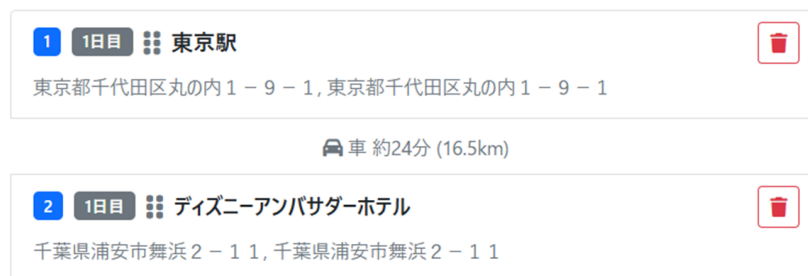 1 1日目 東京駅
東京都千代田区丸の内１－９－１, 東京都千代田区丸の内１－９－１
車 約24分 (16.5km)
2 1日目 ディズニーアンバサダーホテル
千葉県浦安市舞浜２－１１, 千葉県浦安市舞浜２－１１